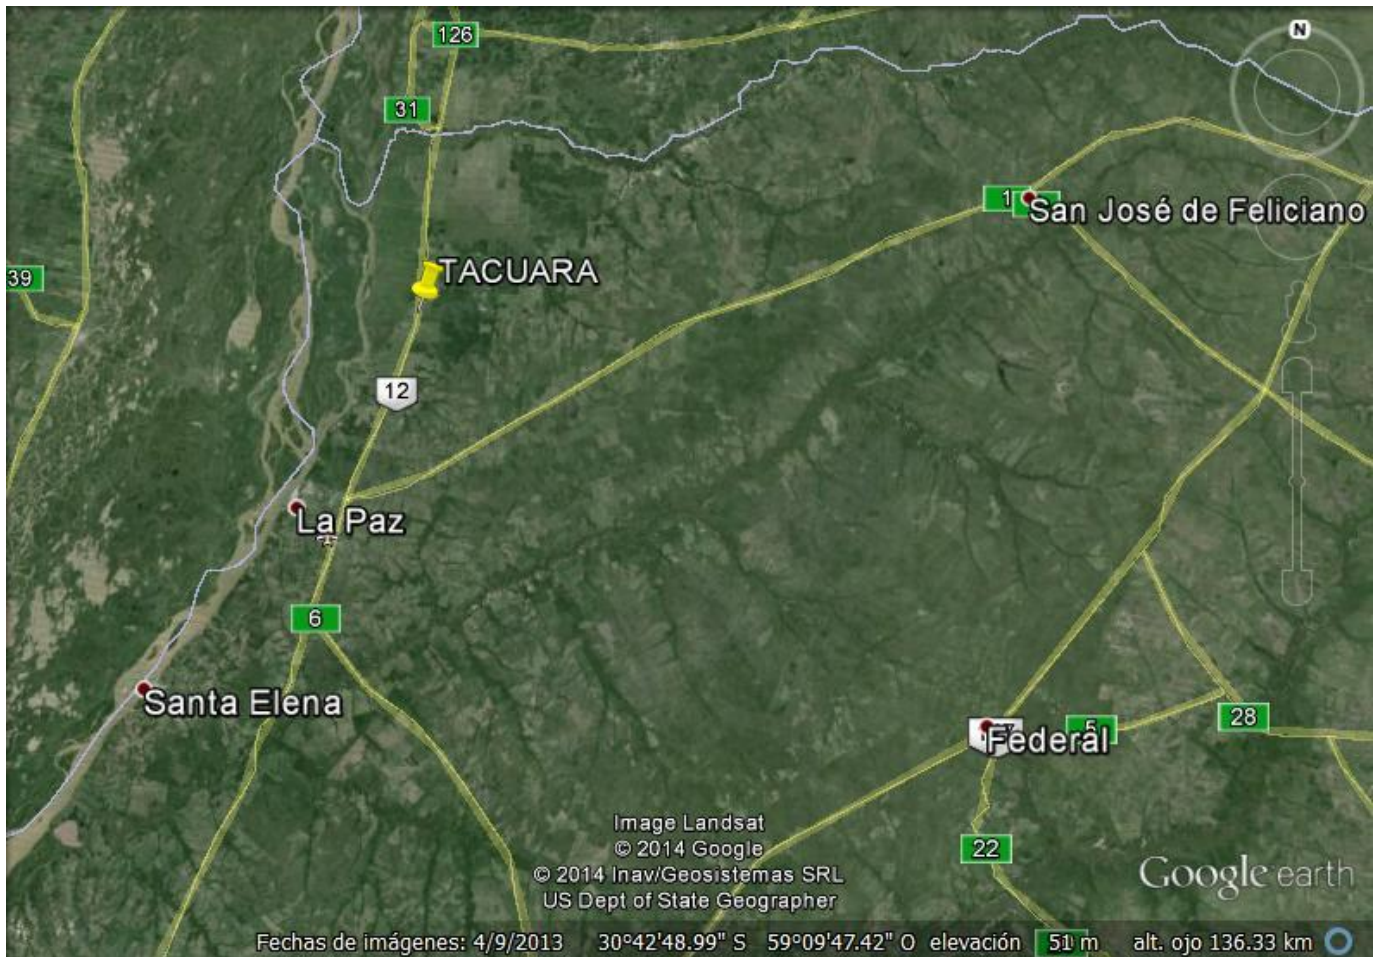 126
N
31
1
San José de Feliciano
TACUARA
39
12
La Paz
6
Santa Elena
28
5
Federal
Image Landsat
© 2014 Google
© 2014 Inav/Geosistemas SRL
US Dept of State Geographer
22
Google earth
Fechas de imágenes: 4/9/2013 30°42'48.99" S 59°09'47.42" O elevación 51 m alt. ojo 136.33 km